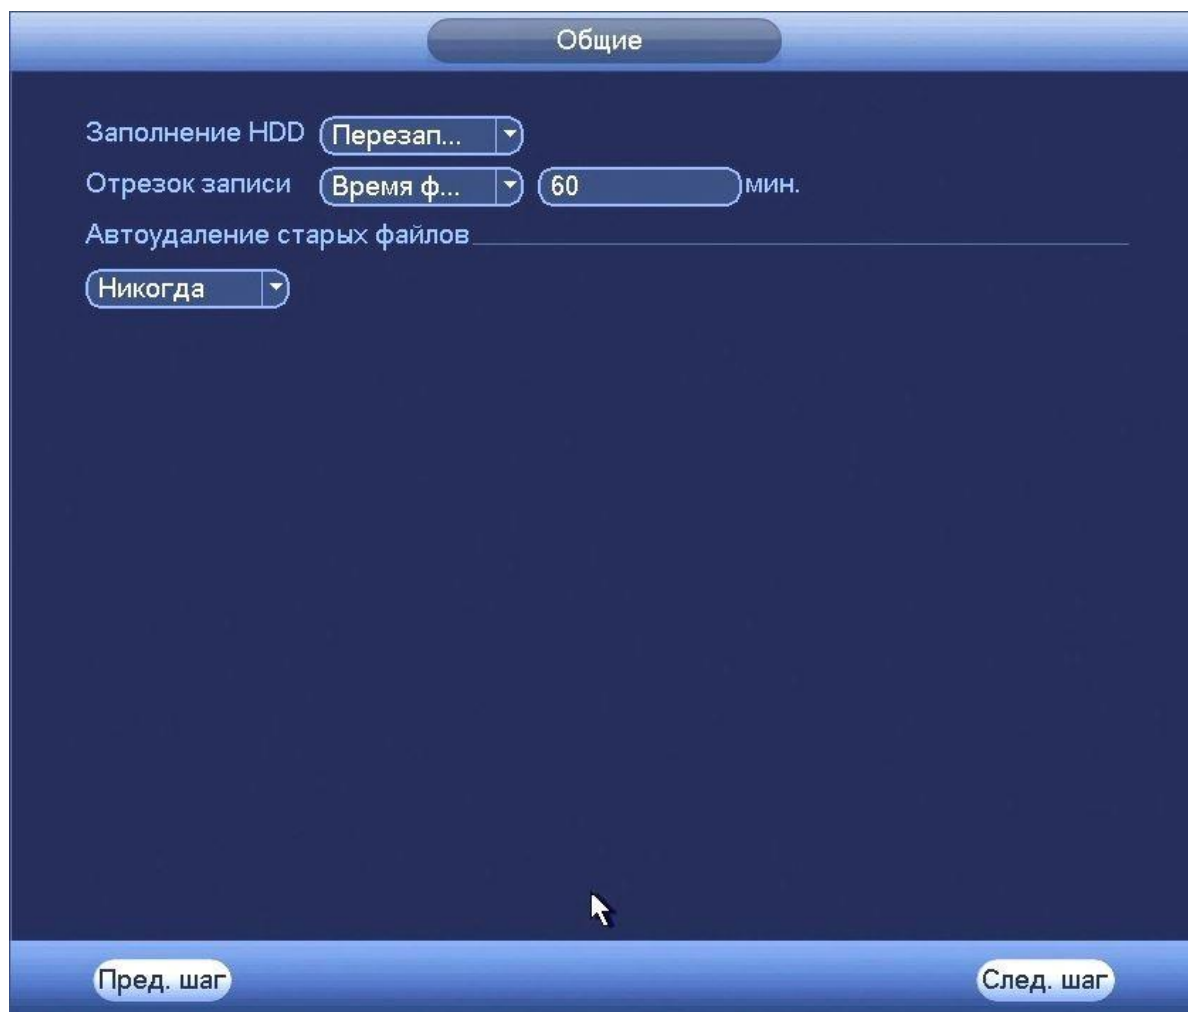 Общие
Заполнение HDD Перезап...
Отрезок записи Время ф... 60 мин.
Автоудаление старых файлов
Никогда
Пред. шаг След. шаг